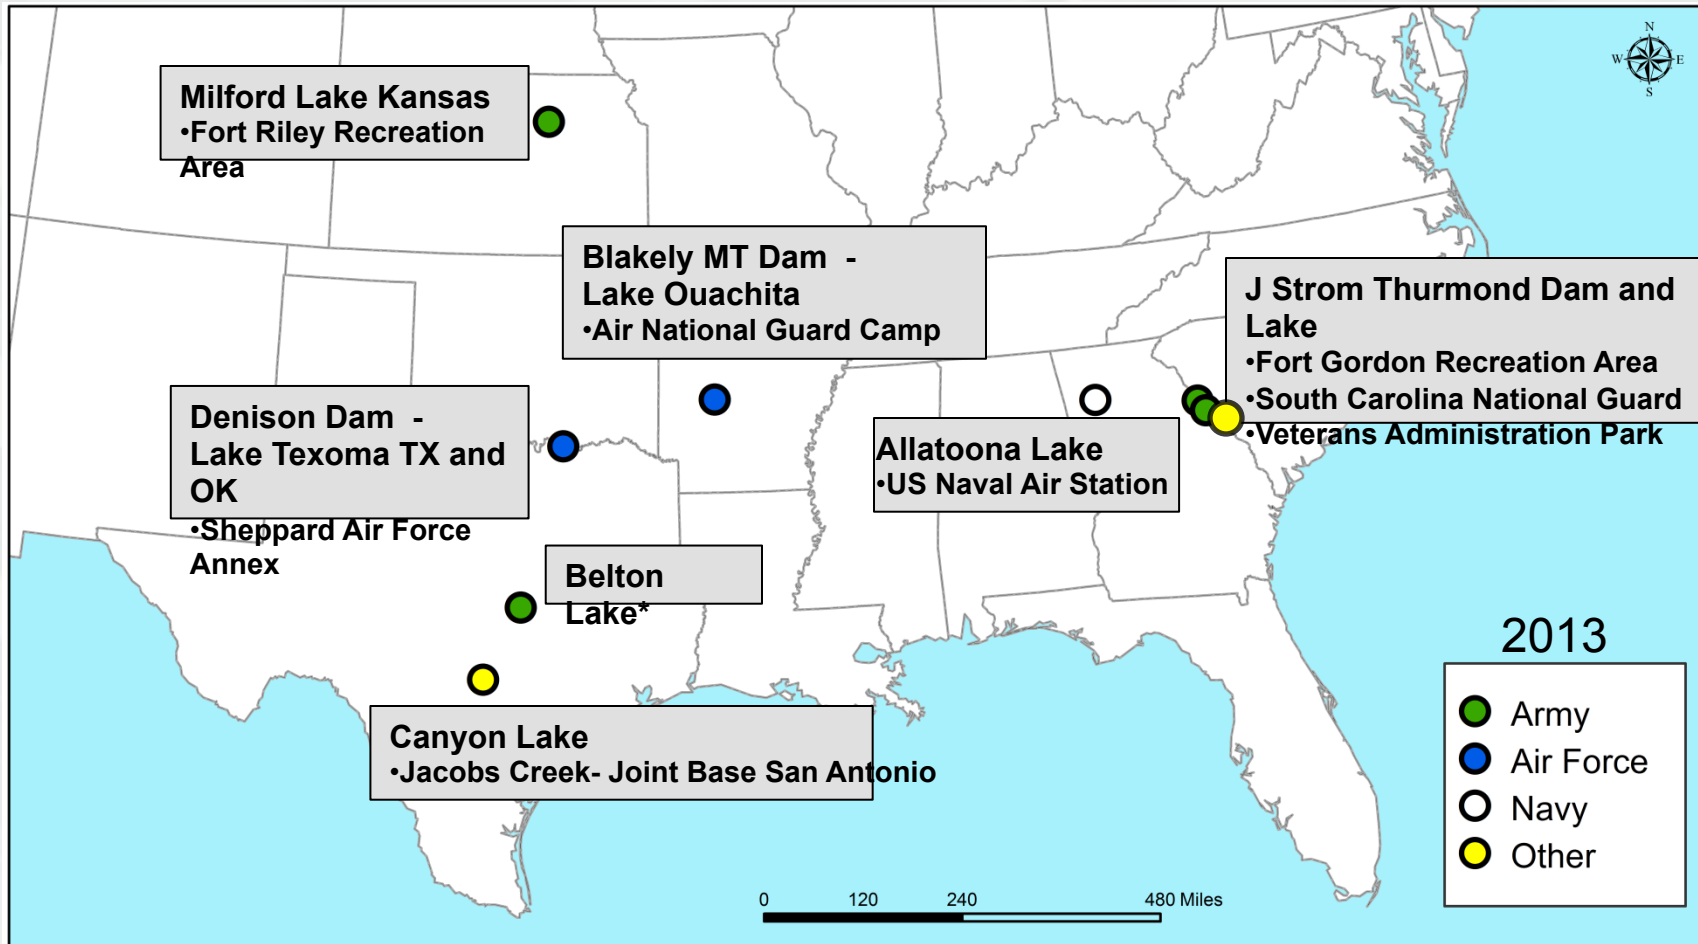 N
W E
S
Milford Lake Kansas
•Fort Riley Recreation
Area
Blakely MT Dam  -
Lake Ouachita
•Air National Guard Camp
J Strom Thurmond Dam and
Lake
•Fort Gordon Recreation Area
•South Carolina National Guard
•Veterans Administration Park
Denison Dam  -
Lake Texoma TX and
OK
•Sheppard Air Force
Annex
Allatoona Lake
•US Naval Air Station
Belton
Lake*
Canyon Lake
•Jacobs Creek- Joint Base San Antonio
2013
Army
Air Force
Navy
Other
0 120 240 480 Miles